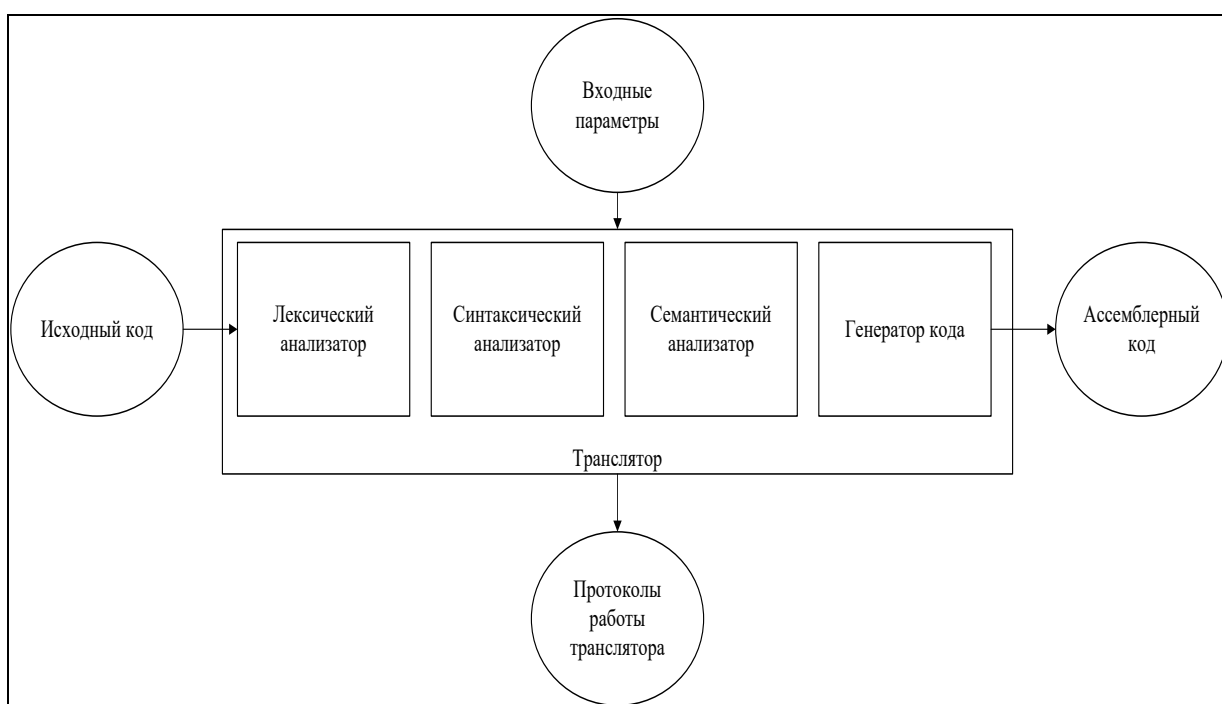 Входные
параметры
Исходный код
Лексический
анализатор
Синтаксический
анализатор
Семантический
анализатор
Генератор кода
Ассемблерный
код
Транслятор
Протоколы
работы
транслятора